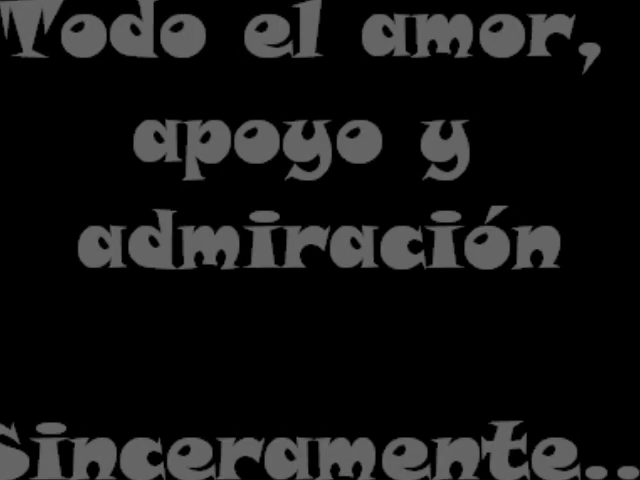 Todo el amor,
apoyo y
admiración
Sinceramente..